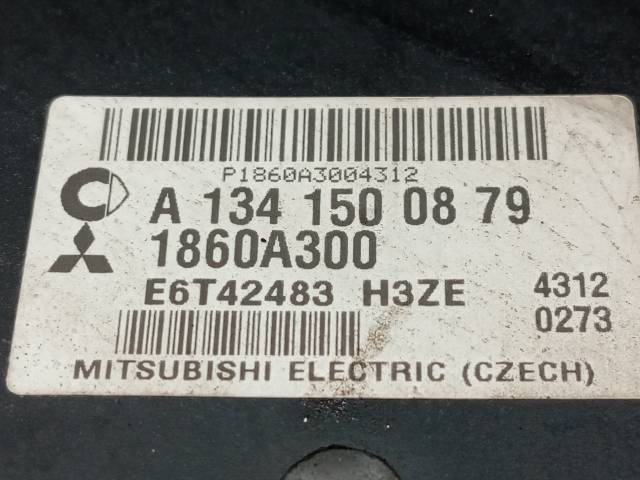 P1860A3004312
A 134 150 08 79
1860A300
E6T42483 H3ZE 4312
0273
MITSUBISHI ELECTRIC (CZECH)